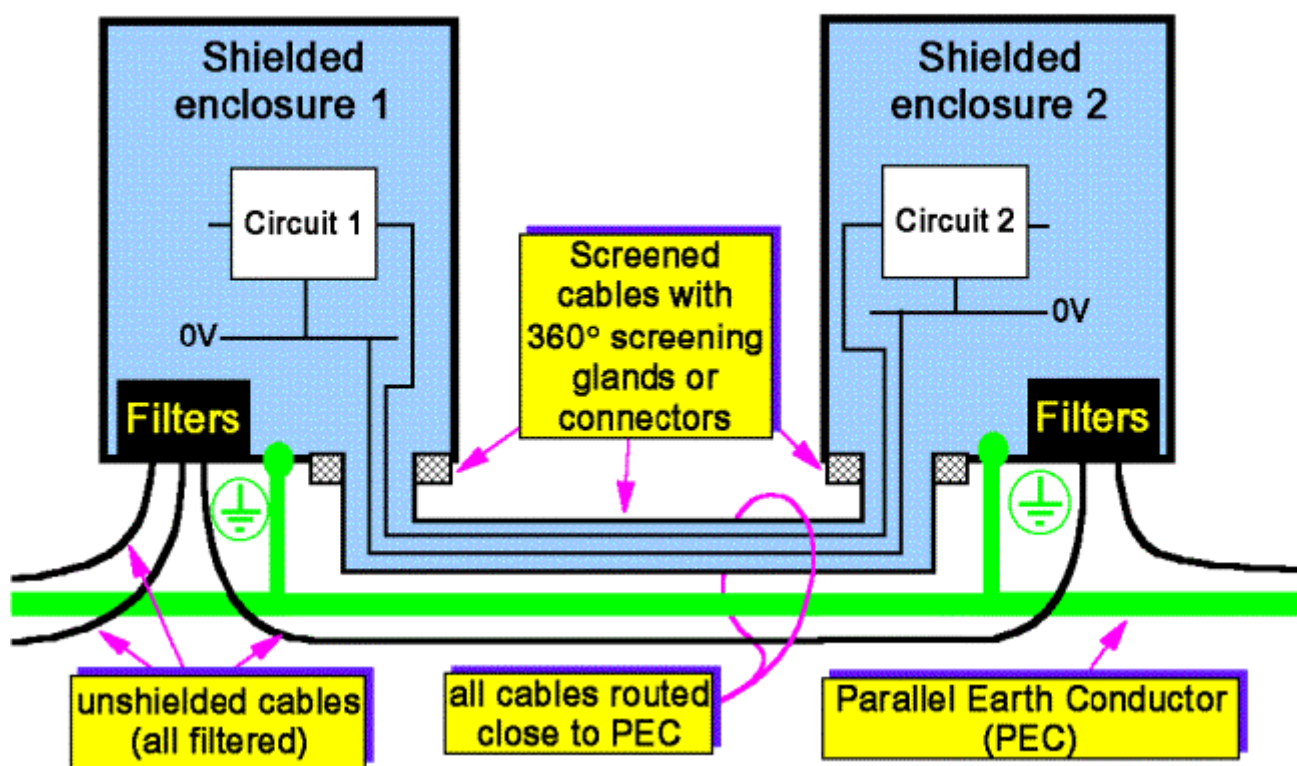 Shielded
enclosure 1
Shielded
enclosure 2
Circuit 1
Circuit 2
Screened
cables with
360° screening
glands or
connectors
0V
0V
Filters
Filters
unshielded cables
(all filtered)
all cables routed
close to PEC
Parallel Earth Conductor
(PEC)